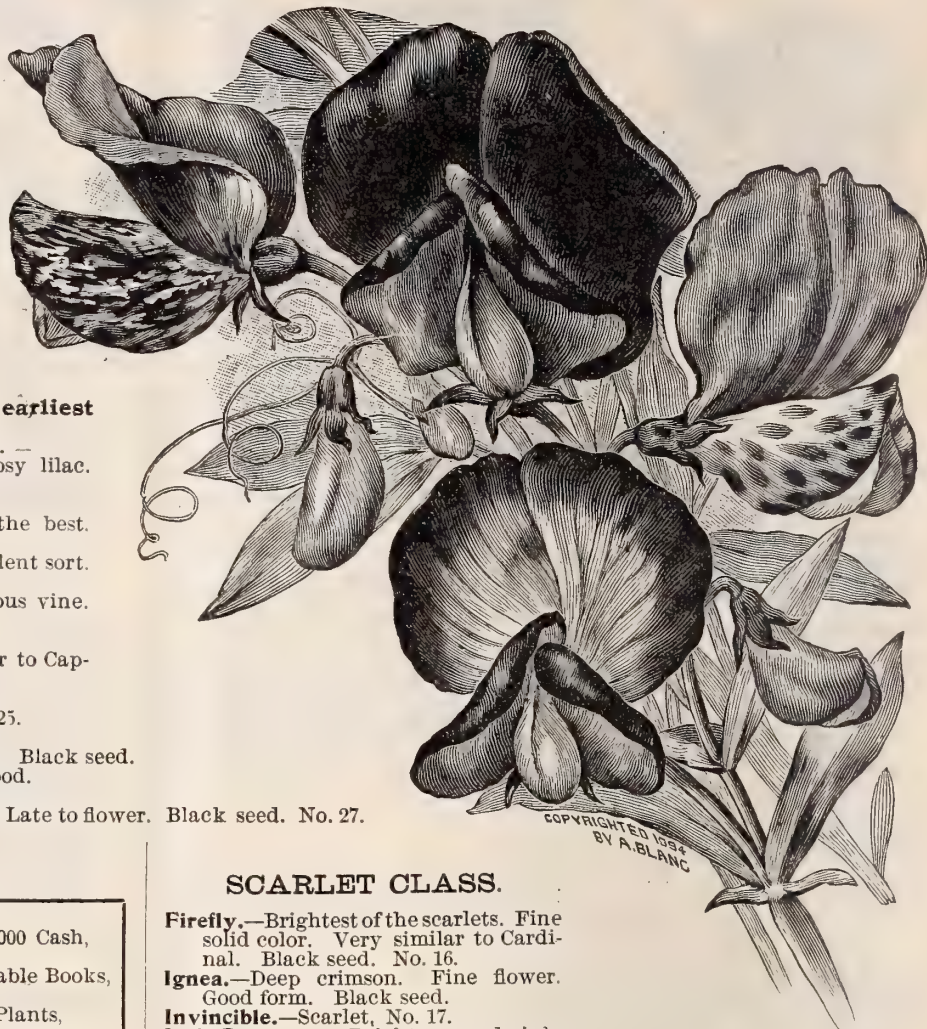 earliest
osy lilac.
the best.
lent sort.
ous vine.
r to Cap-
25.
Black seed.
ood.
Late to flower. Black seed. No. 27.
COPYRIGHTED 1894
BY A. BLANC
000 Cash,
able Books,
Plants,
SCARLET CLASS.
Firefly.—Brightest of the scarlets. Fine
solid color. Very similar to Cardi-
nal. Black seed. No. 16.
Ignea.—Deep crimson. Fine flower.
Good form. Black seed.
Invincible.—Scarlet, No. 17.